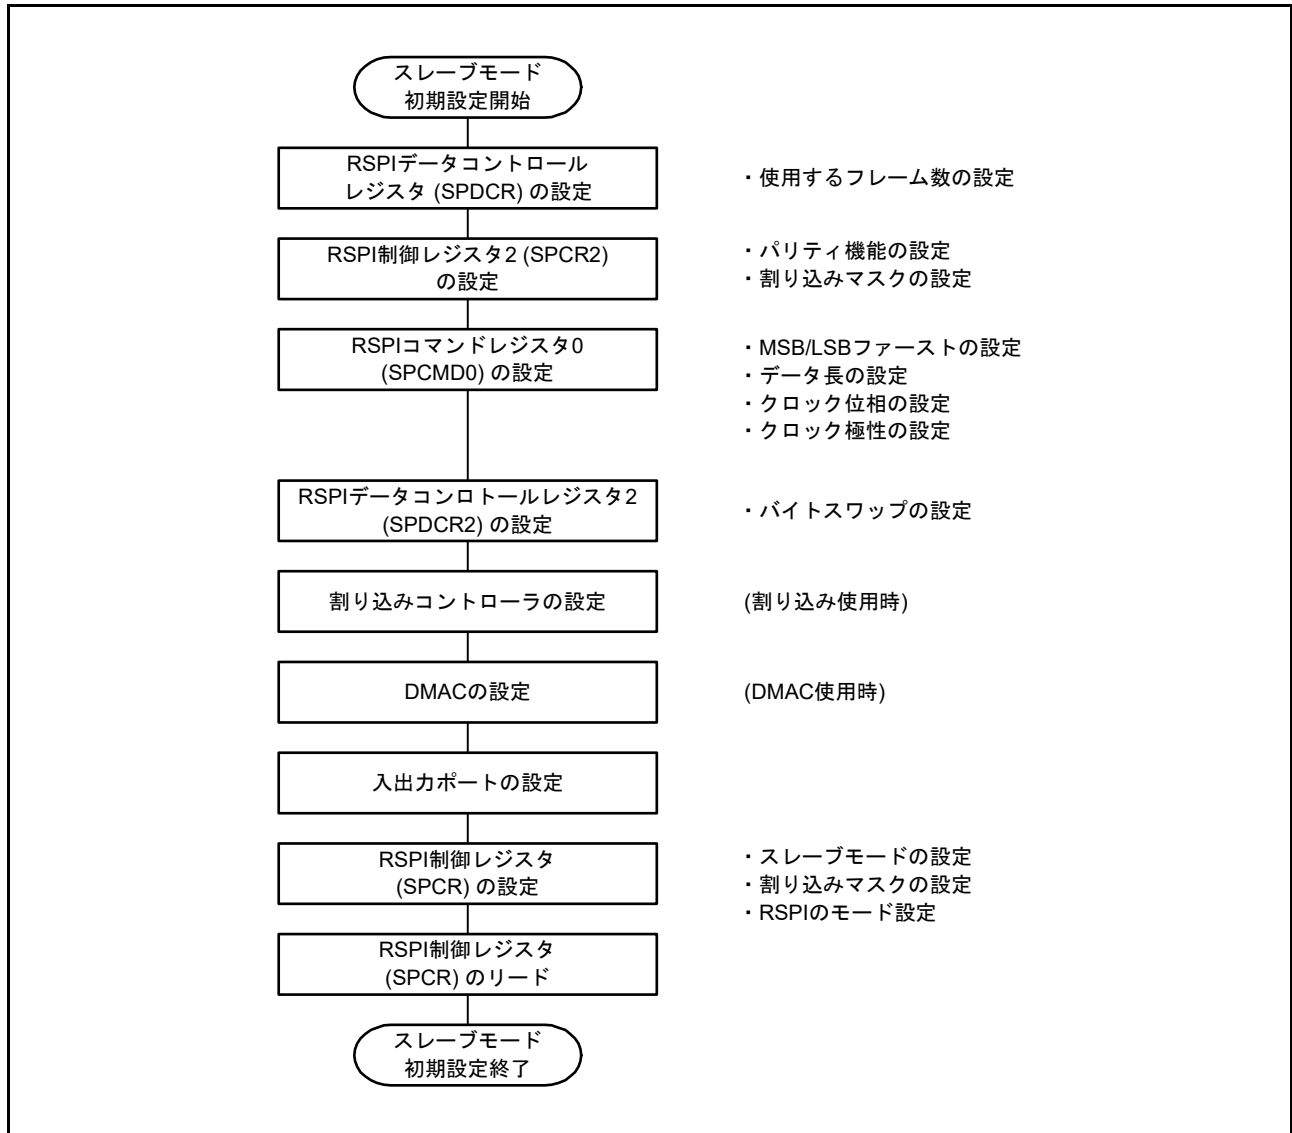 スレーブモード
初期設定開始
RSPIデータコントロール
レジスタ (SPDCR) の設定
・使用するフレーム数の設定
RSPI制御レジスタ2 (SPCR2)
の設定
・パリティ機能の設定
・割り込みマスクの設定
RSPIコマンドレジスタ0
(SPCMD0) の設定
・MSB/LSBファーストの設定
・データ長の設定
・クロック位相の設定
・クロック極性の設定
RSPIデータコンロトールレジスタ2
(SPDCR2) の設定
・バイトスワップの設定
割り込みコントローラの設定
(割り込み使用時)
DMACの設定
(DMAC使用時)
入出力ポートの設定
RSPI制御レジスタ
(SPCR) の設定
・スレーブモードの設定
・割り込みマスクの設定
・RSPIのモード設定
RSPI制御レジスタ
(SPCR) のリード
スレーブモード
初期設定終了